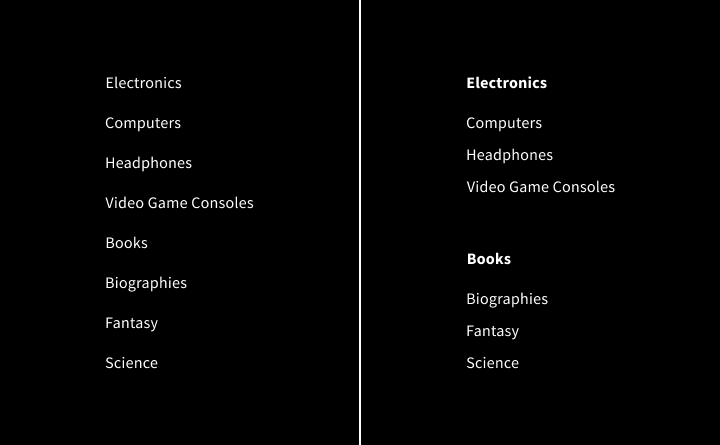 Electronics
Computers
Headphones
Video Game Consoles
Books
Biographies
Fantasy
Science
Electronics
Computers
Headphones
Video Game Consoles
Books
Biographies
Fantasy
Science